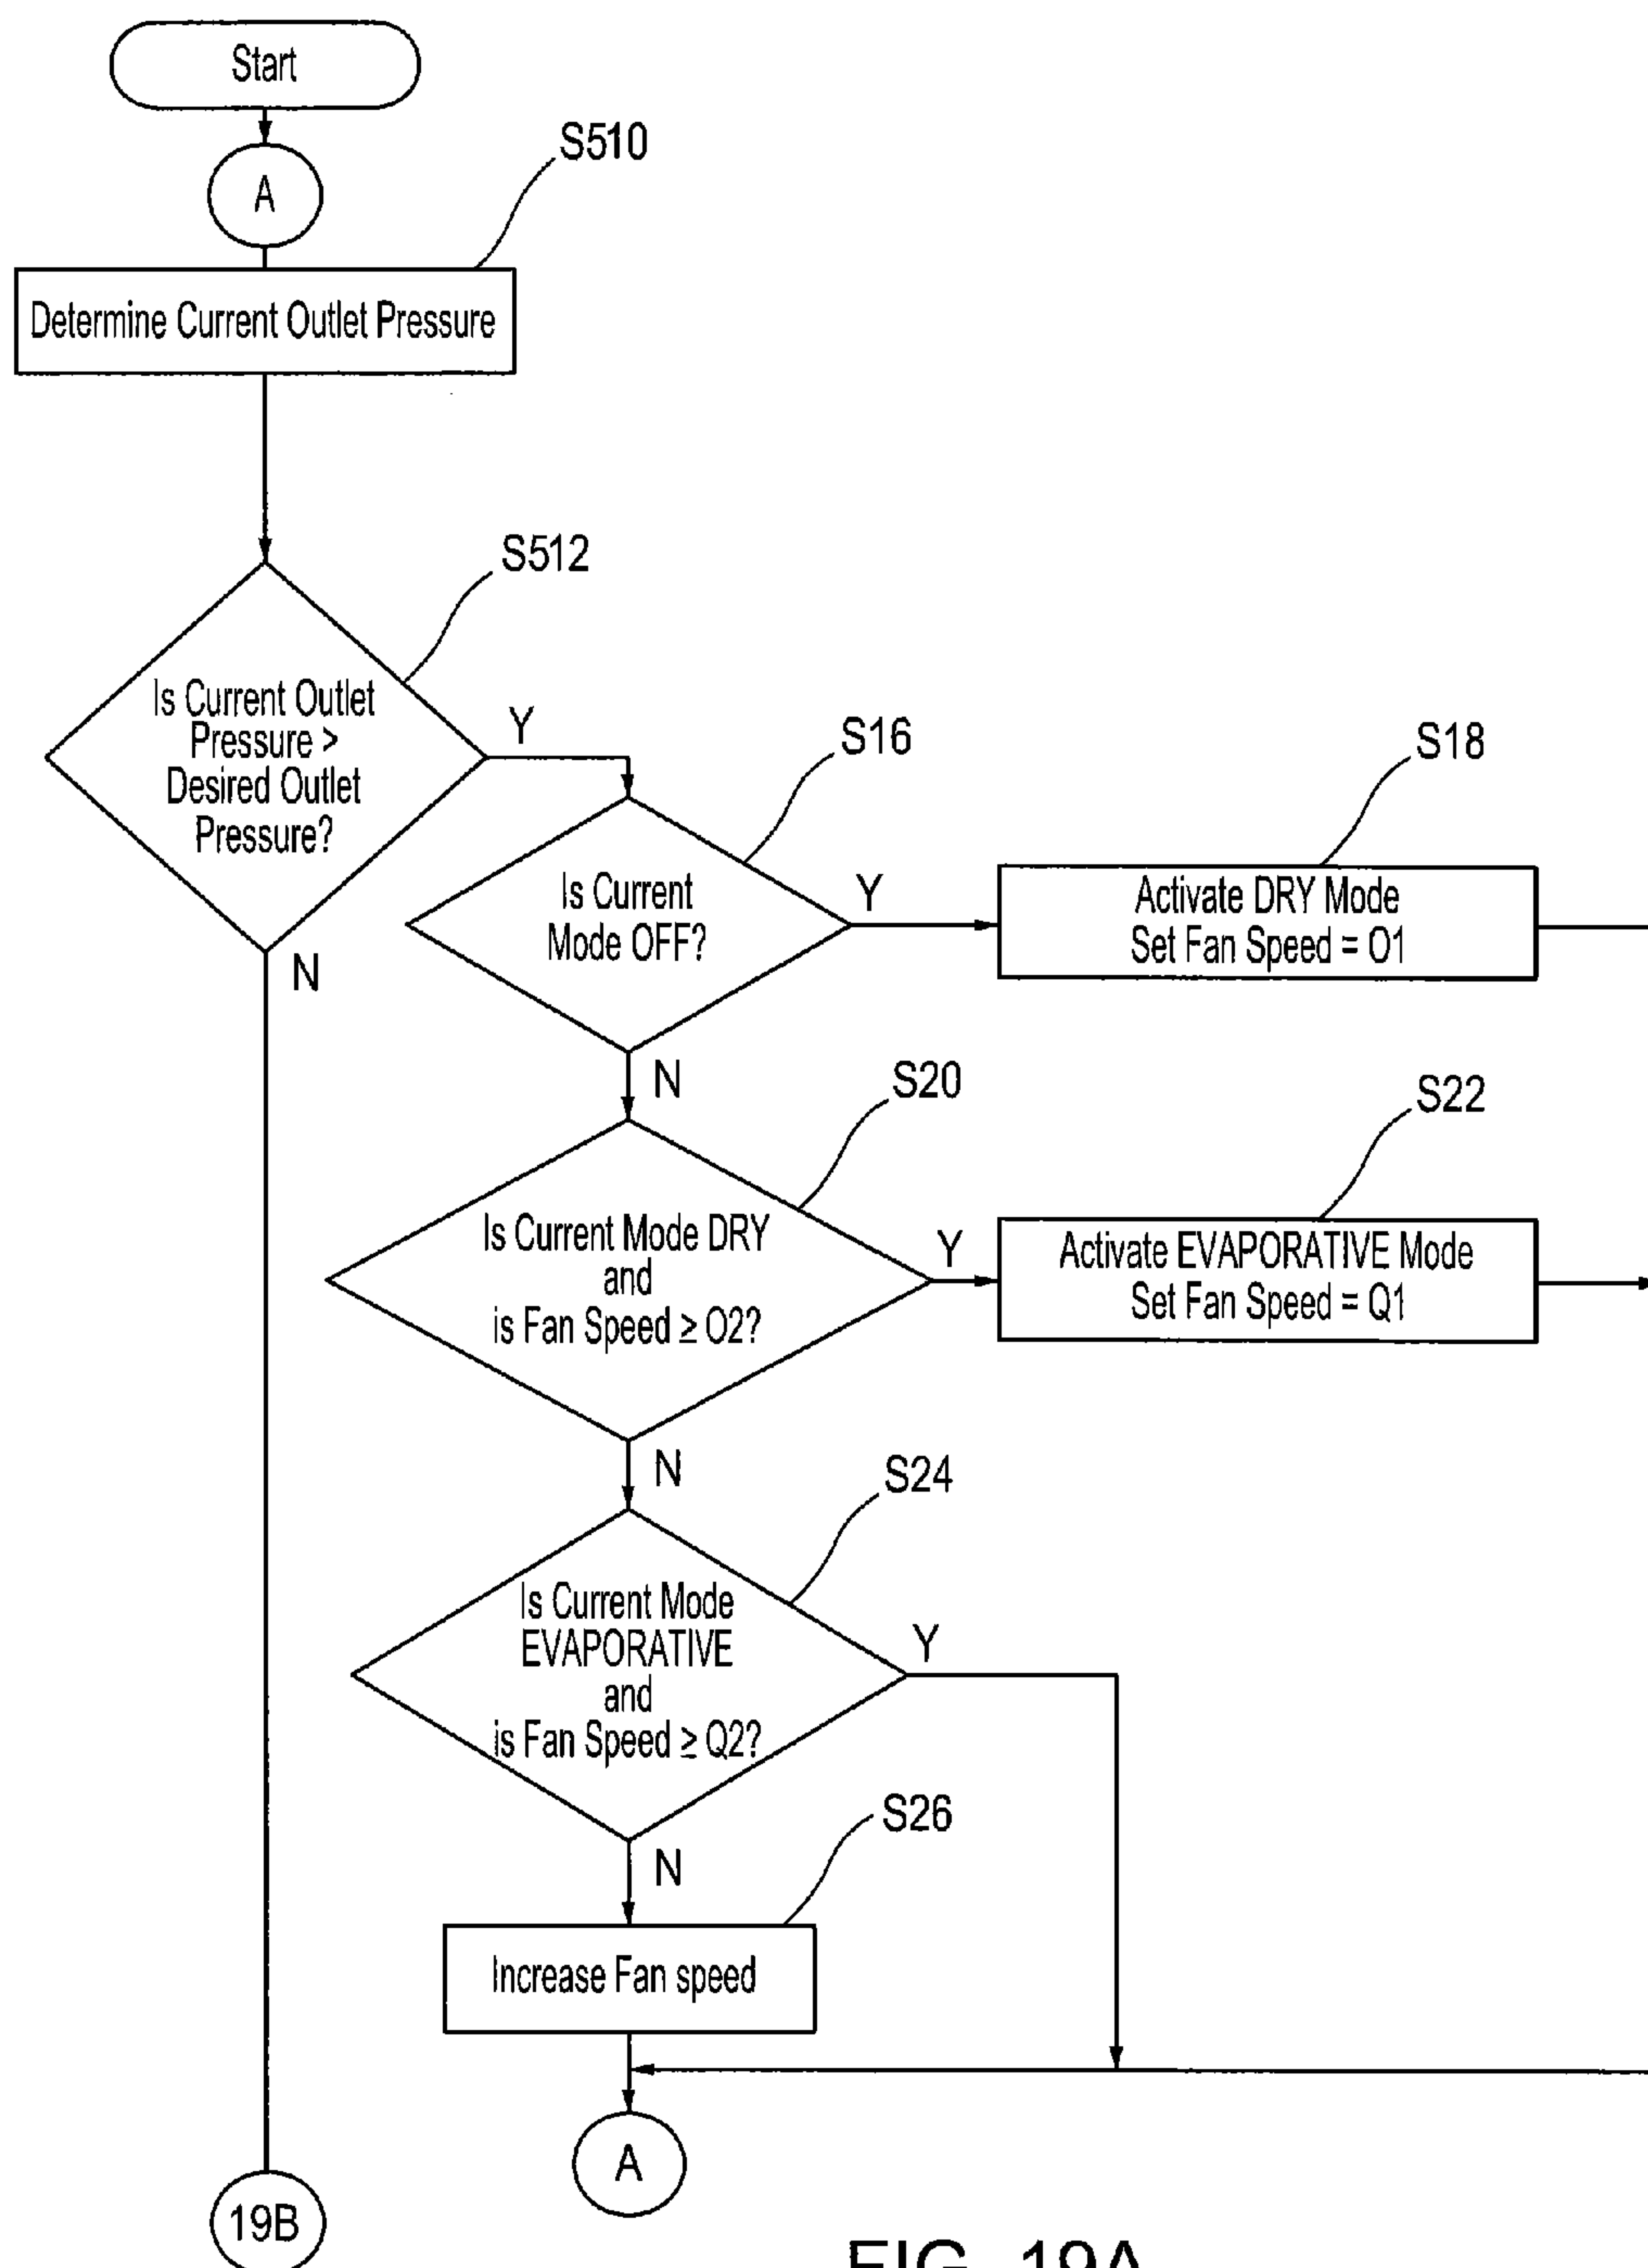 Start
A
S510
Determine Current Outlet Pressure
S512
Is Current Outlet
Pressure >
Desired Outlet
Pressure?
Y
N
S16
Is Current
Mode OFF?
Y
N
S18
Activate DRY Mode
Set Fan Speed = O1
S20
Is Current Mode DRY
and
is Fan Speed ≥ O2?
Y
N
S22
Activate EVAPORATIVE Mode
Set Fan Speed = Q1
S24
Is Current Mode
EVAPORATIVE
and
is Fan Speed ≥ Q2?
Y
N
S26
Increase Fan speed
A
19B
FIG. 19A